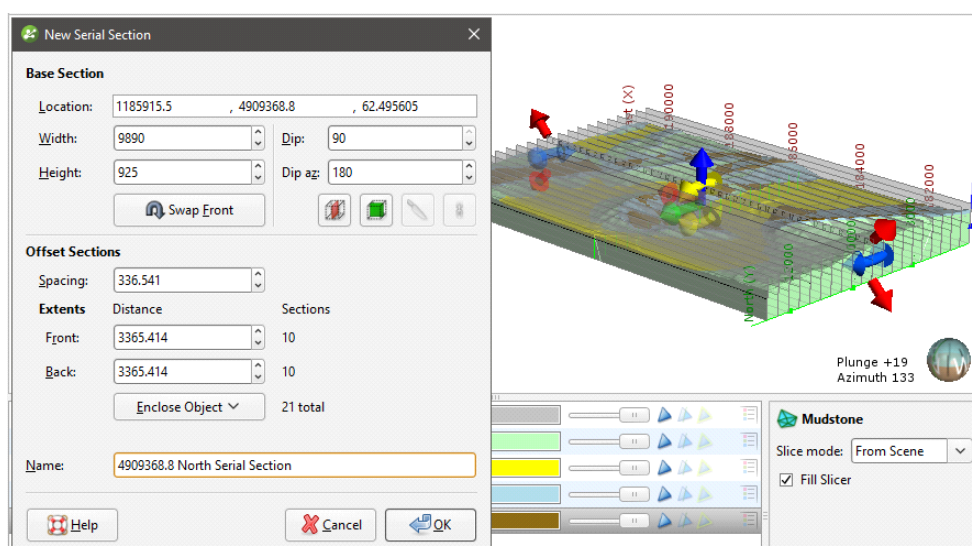 New Serial Section
Base Section
Location: 1185915.5 , 4909368.8 , 62.495605
Width: 9890 Dip: 90
Height: 925 Dip az: 180
Swap Front
Offset Sections
Spacing: 336.541
Extents Distance Sections
Front: 3365.414 10
Back: 3365.414 10
Enclose Object 21 total
Name: 4909368.8 North Serial Section
Help Cancel OK
190000
188000
184000
182000
North (Y)
Plunge +19
Azimuth 133
Mudstone
Slice mode: From Scene
Fill Slicer